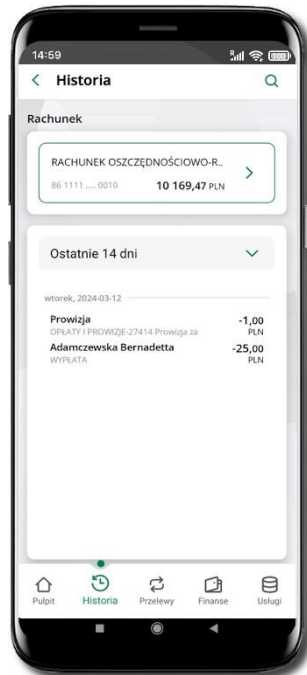 14:59
Historia
Rachunek
RACHUNEK OSZCZĘDNOŚCIOWO-R..
86 1111 .... 0010 10 169,47 PLN
Ostatnie 14 dni
wtorek, 2024-03-12
Prowizja -1,00
OPŁATY I PROWIZJE-27414 Prowizja za PLN
Adamczewska Bernadetta -25,00
WYPŁATA PLN
Pulpit Historia Przelewy Finanse Usługi